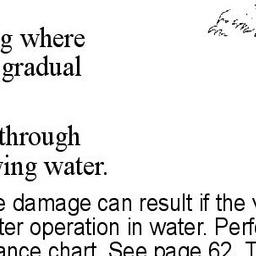 g where
gradual
through
ving water.
e damage can result if the v
ter operation in water. Perfo
ance chart. See page 62. T